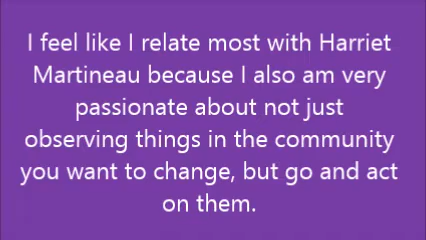 I feel like I relate most with Harriet
Martineau because I also am very
passionate about not just
observing things in the community
you want to change, but go and act
on them.